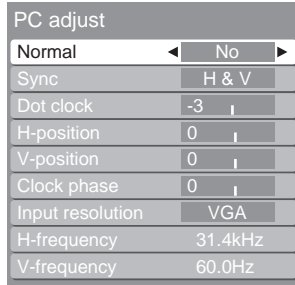 PC adjust
Normal No
Sync H & V
Dot clock -3
H-position 0
V-position 0
Clock phase 0
Input resolution VGA
H-frequency 31.4kHz
V-frequency 60.0Hz